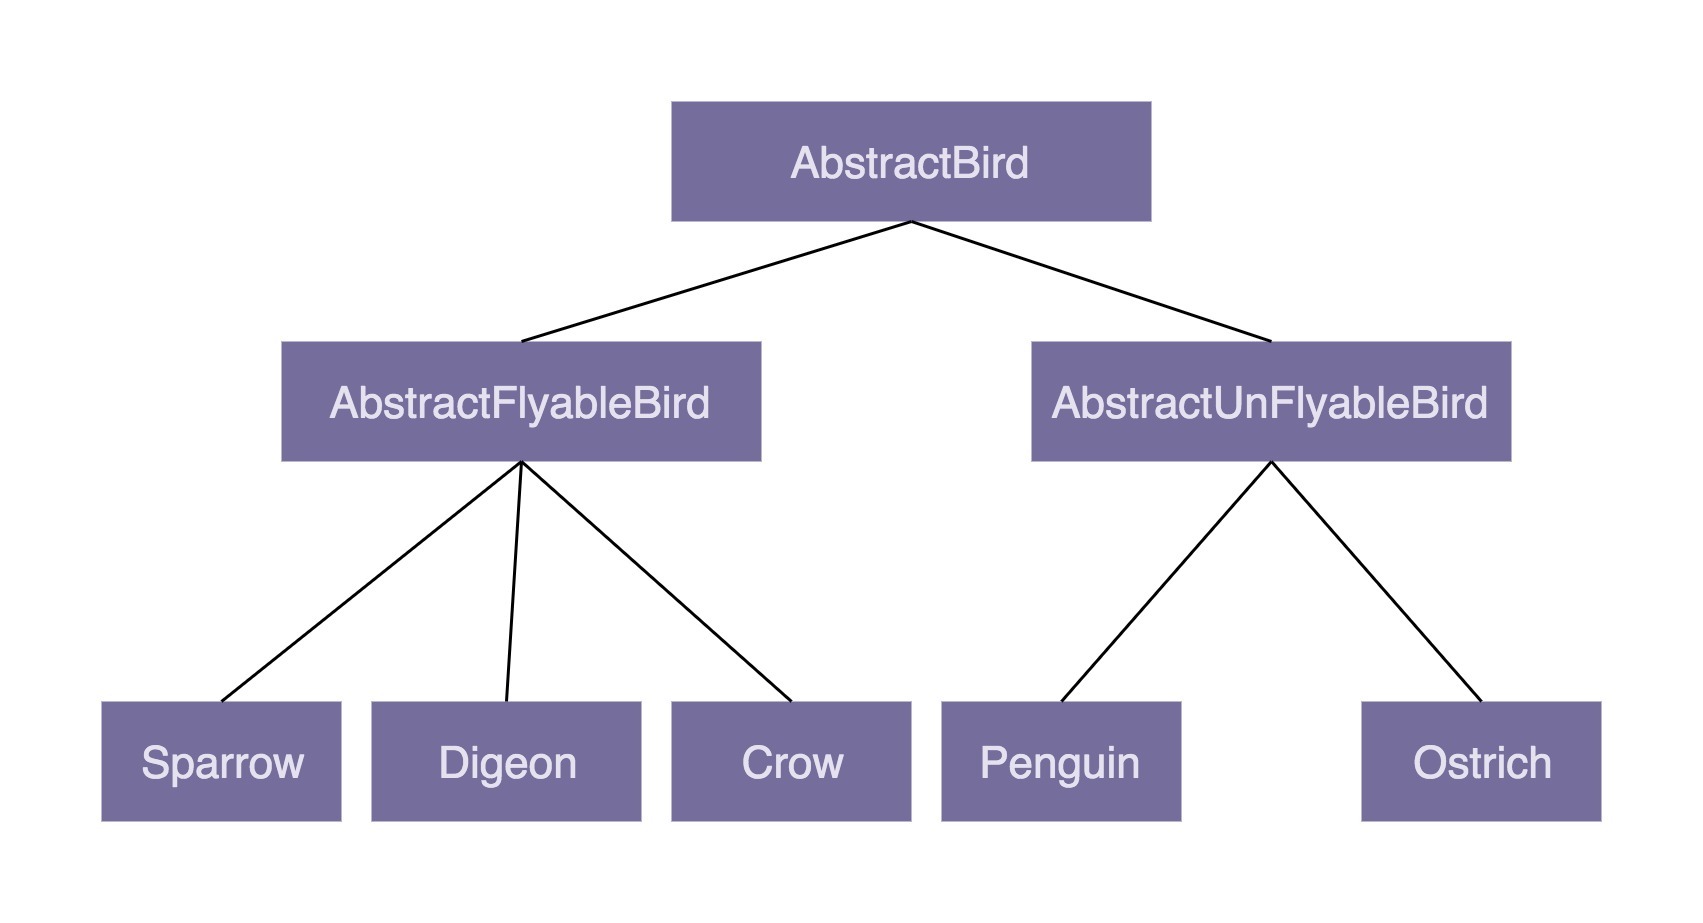 AbstractBird
AbstractFlyableBird
AbstractUnFlyableBird
Sparrow
Digeon
Crow
Penguin
Ostrich